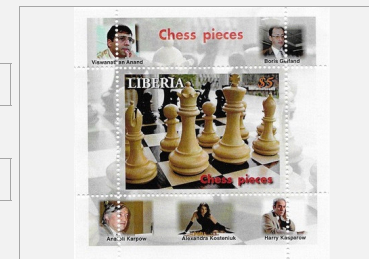 Chess pieces
Viswanathan Anand
Boris Gelfand
LIBERIA $5
Chess pieces
Anatoli Karpow
Alexandra Kosteniuk
Harry Kasparow